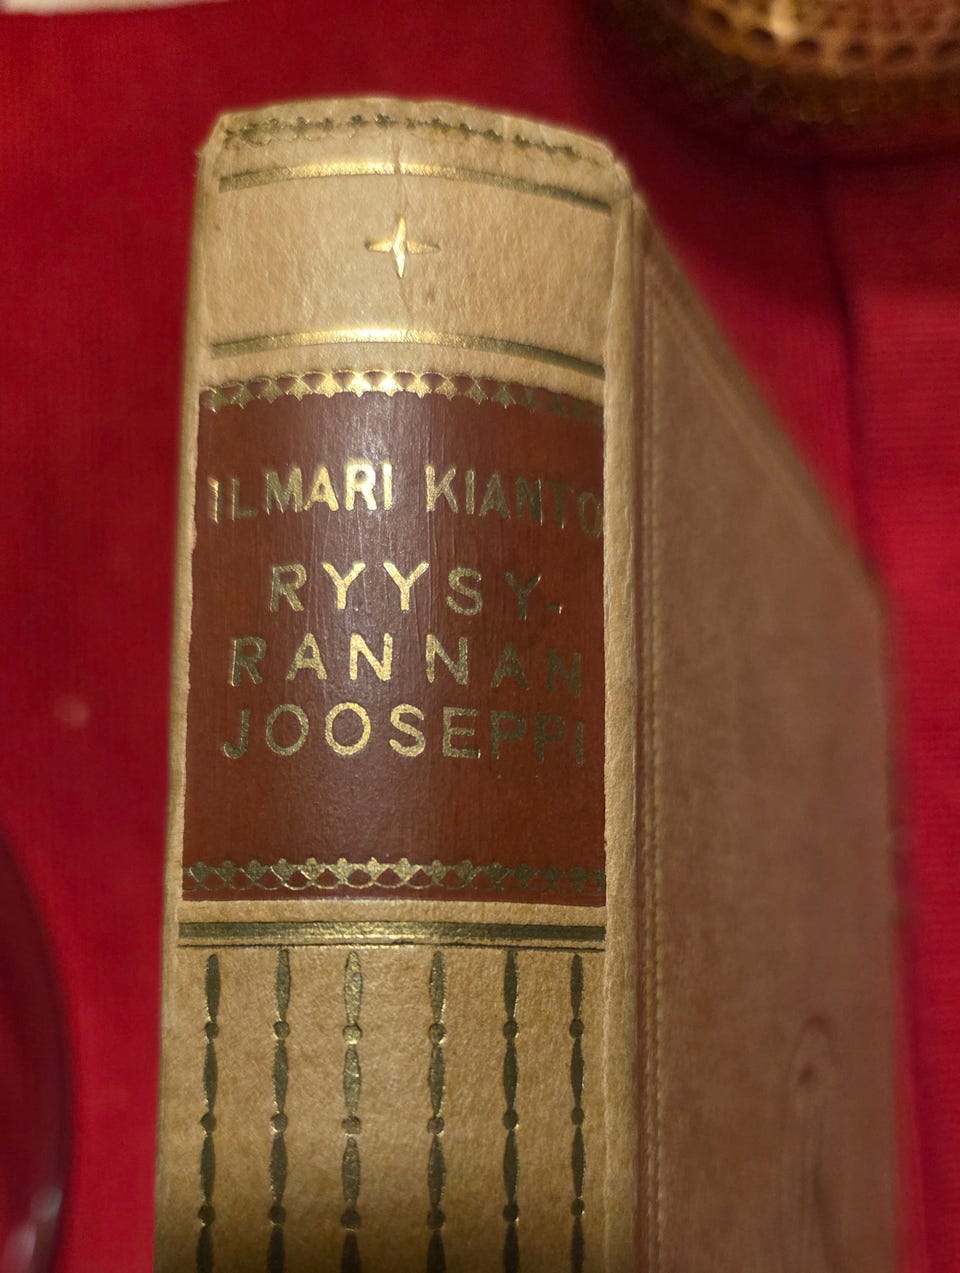 ILMARI KIANTO
RYYSY-
RANNAN
JOOSEPPI